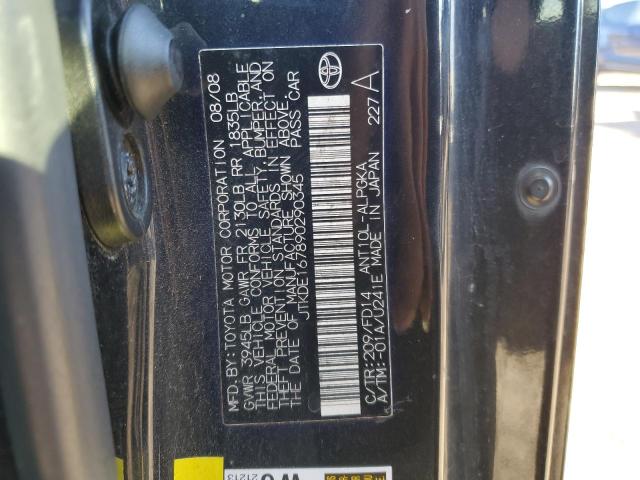 MFD. BY: TOYOTA MOTOR CORPORATION 08/08
GVWR 3945LB GAWR FR 2130LB RR 1835LB
THIS VEHICLE CONFORMS TO ALL APPLICABLE
FEDERAL MOTOR VEHICLE SAFETY, BUMPER, AND
THEFT PREVENTION STANDARDS IN EFFECT ON
THE DATE OF MANUFACTURE SHOWN ABOVE.
JTKDE167890290345 PASS CAR
C/TR: 209/FD14 ANT10L-ALPGKA 227 A
A/TM: -01A/U241E MADE IN JAPAN
21213